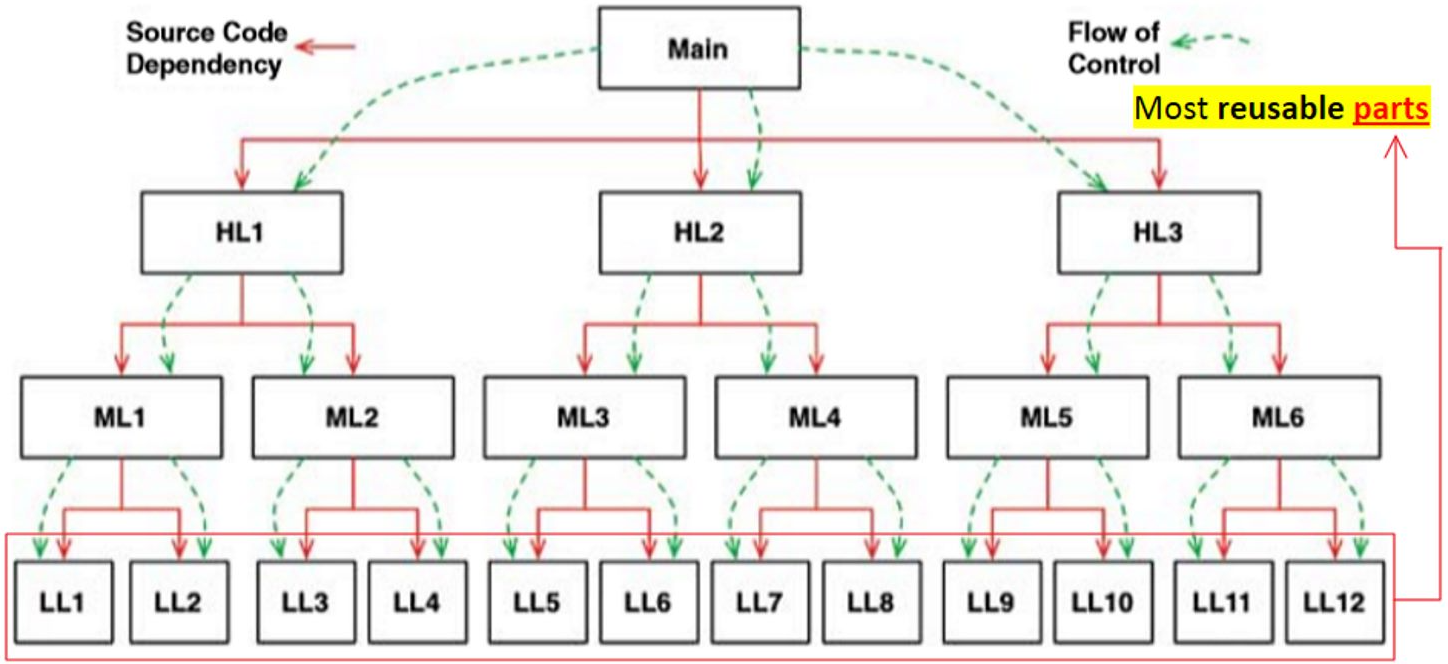 Source Code
Dependency
Main
Flow of
Control
Most reusable parts
HL1
HL2
HL3
ML1
ML2
ML3
ML4
ML5
ML6
LL1
LL2
LL3
LL4
LL5
LL6
LL7
LL8
LL9
LL10
LL11
LL12